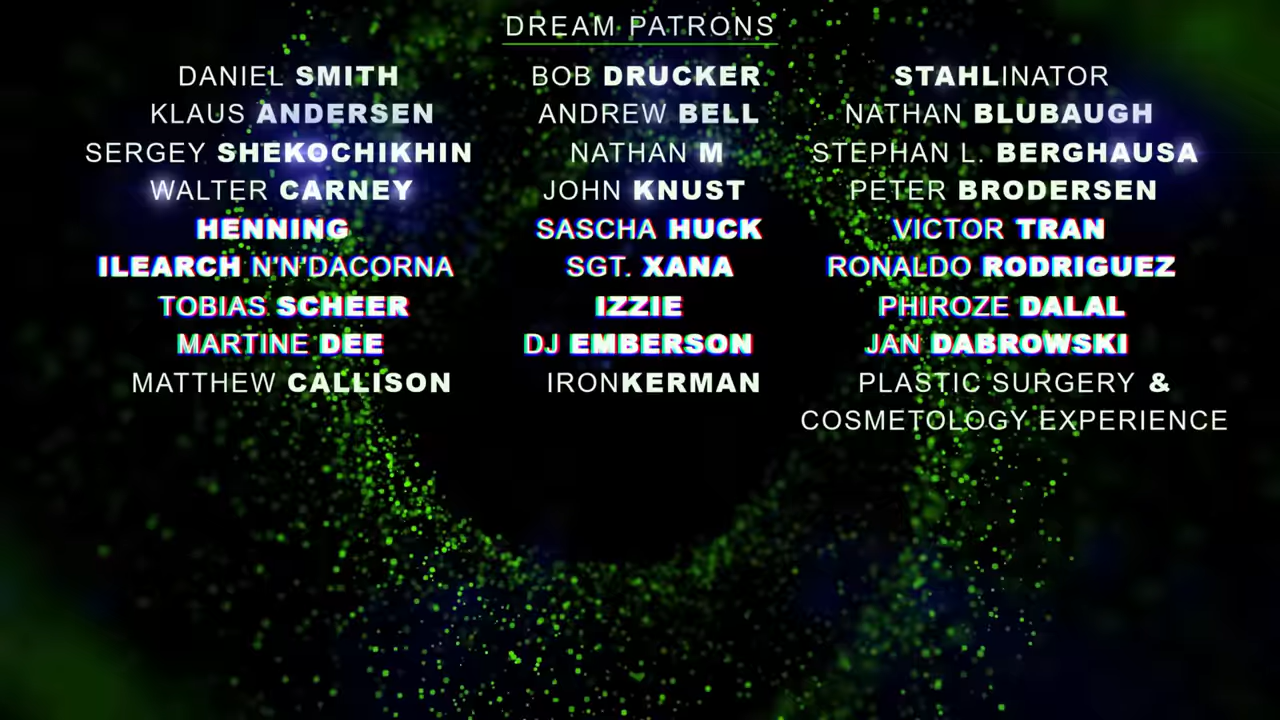 DREAM PATRONS
DANIEL SMITH
KLAUS ANDERSEN
SERGEY SHEKOCHIKHIN
WALTER CARNEY
HENNING
ILEARCH N'N'DACORNA
TOBIAS SCHEER
MARTINE DEE
MATTHEW CALLISON
BOB DRUCKER
ANDREW BELL
NATHAN M
JOHN KNUST
SASCHA HUCK
SGT. XANA
IZZIE
DJ EMBERSON
IRONKERMAN
STAHLINATOR
NATHAN BLUBAUGH
STEPHAN L. BERGHAUSA
PETER BRODERSEN
VICTOR TRAN
RONALDO RODRIGUEZ
PHIROZE DALAL
JAN DABROWSKI
PLASTIC SURGERY &
COSMETOLOGY EXPERIENCE